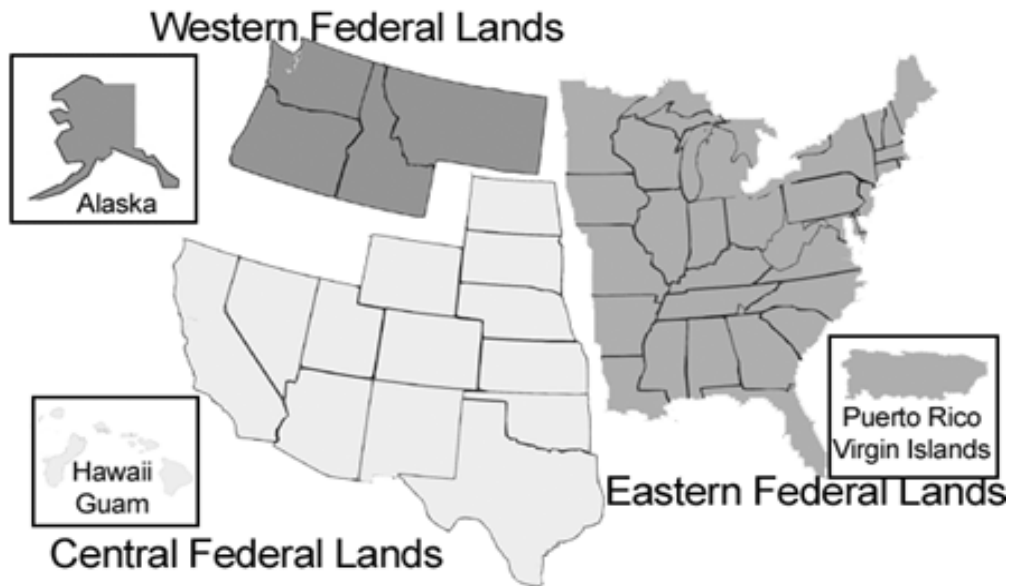 Western Federal Lands
Alaska
Hawaii
Guam
Central Federal Lands
Puerto Rico
Virgin Islands
Eastern Federal Lands